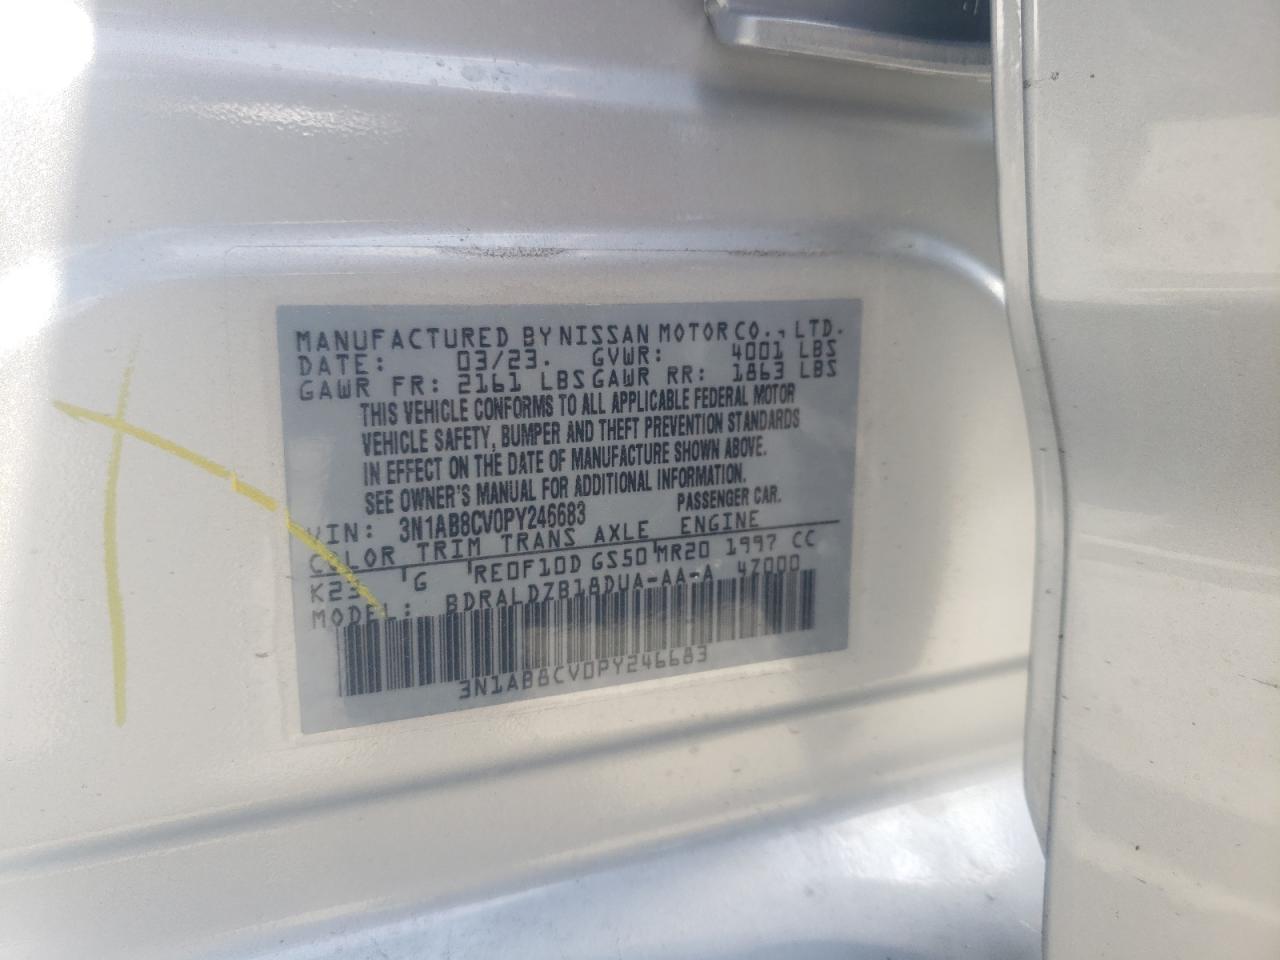 MANUFACTURED BY NISSAN MOTOR CO., LTD.
DATE: 03/23. GVWR: 4001 LBS
GAWR FR: 2161 LBS GAWR RR: 1863 LBS
THIS VEHICLE CONFORMS TO ALL APPLICABLE FEDERAL MOTOR
VEHICLE SAFETY, BUMPER AND THEFT PREVENTION STANDARDS
IN EFFECT ON THE DATE OF MANUFACTURE SHOWN ABOVE.
SEE OWNER'S MANUAL FOR ADDITIONAL INFORMATION.
VIN: 3N1AB8CV0PY246683 PASSENGER CAR.
COLOR TRIM TRANS AXLE ENGINE
K23 G RE0F10D GS50 MR20 1997 CC
MODEL: BDRALDZB18DUA-AA-A 47000
3N1AB8CV0PY246683